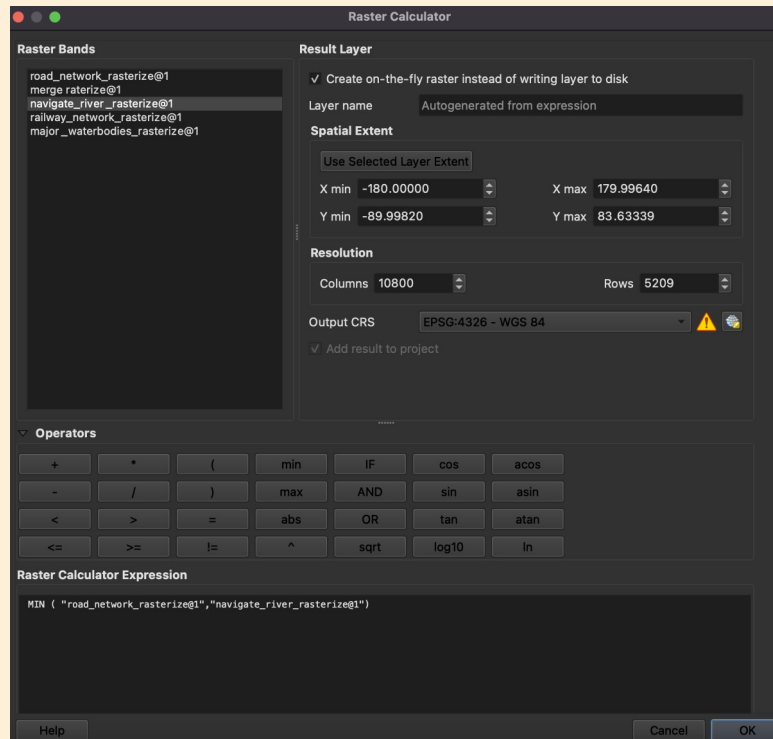 Raster Calculator
Raster Bands
road_network_rasterize@1
merge raterize@1
navigate_river_rasterize@1
railway_network_rasterize@1
major_waterbodies_rasterize@1
Result Layer
Create on-the-fly raster instead of writing layer to disk
Layer name Autogenerated from expression
Spatial Extent
Use Selected Layer Extent
X min -180.00000 X max 179.99640
Y min -89.99820 Y max 83.63339
Resolution
Columns 10800 Rows 5209
Output CRS EPSG:4326 - WGS 84
Add result to project
Operators
+ * ( min IF cos acos
- / ) max AND sin asin
< > = abs OR tan atan
<= >= != ^ sqrt log10 ln
Raster Calculator Expression
MIN ( "road_network_rasterize@1","navigate_river_rasterize@1")
Help Cancel OK